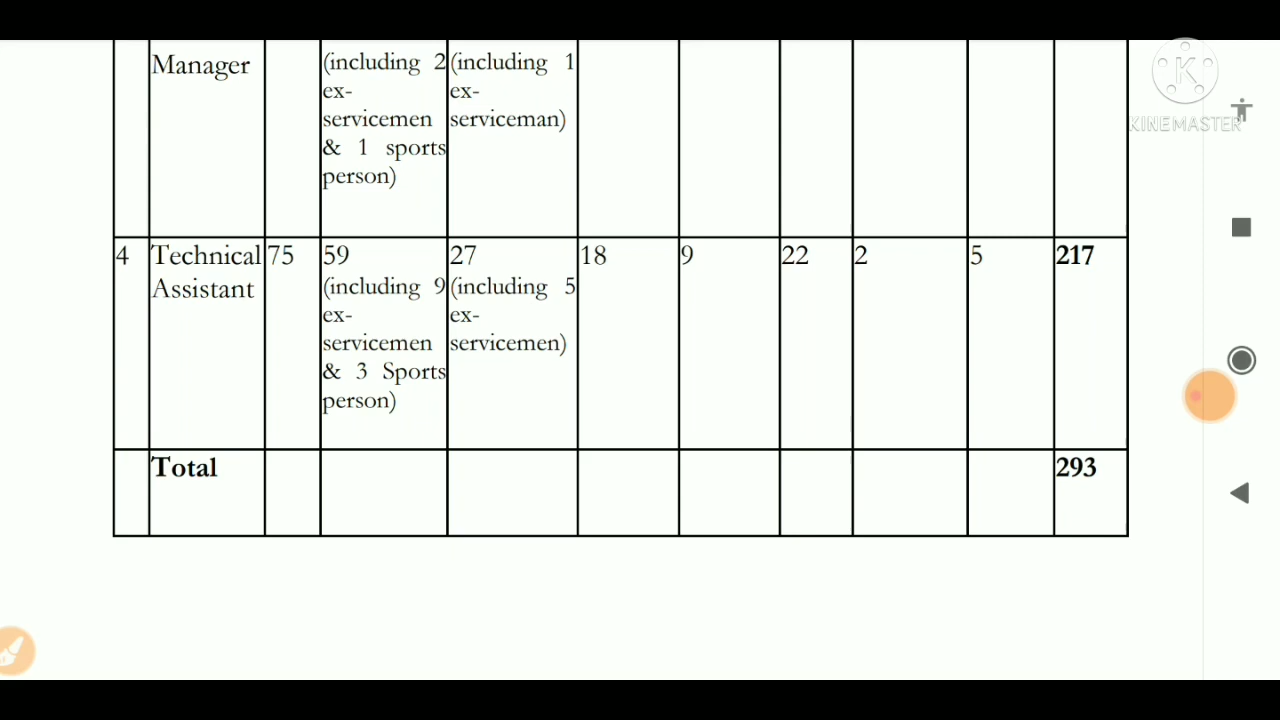 Manager
(including 2
ex-
servicemen
& 1 sports
person)
(including 1
ex-
serviceman)
4
Technical
Assistant
75
59
(including 9
ex-
servicemen
& 3 Sports
person)
27
(including 5
ex-
servicemen)
18
9
22
2
5
217
Total
293
K
KINEMASTER